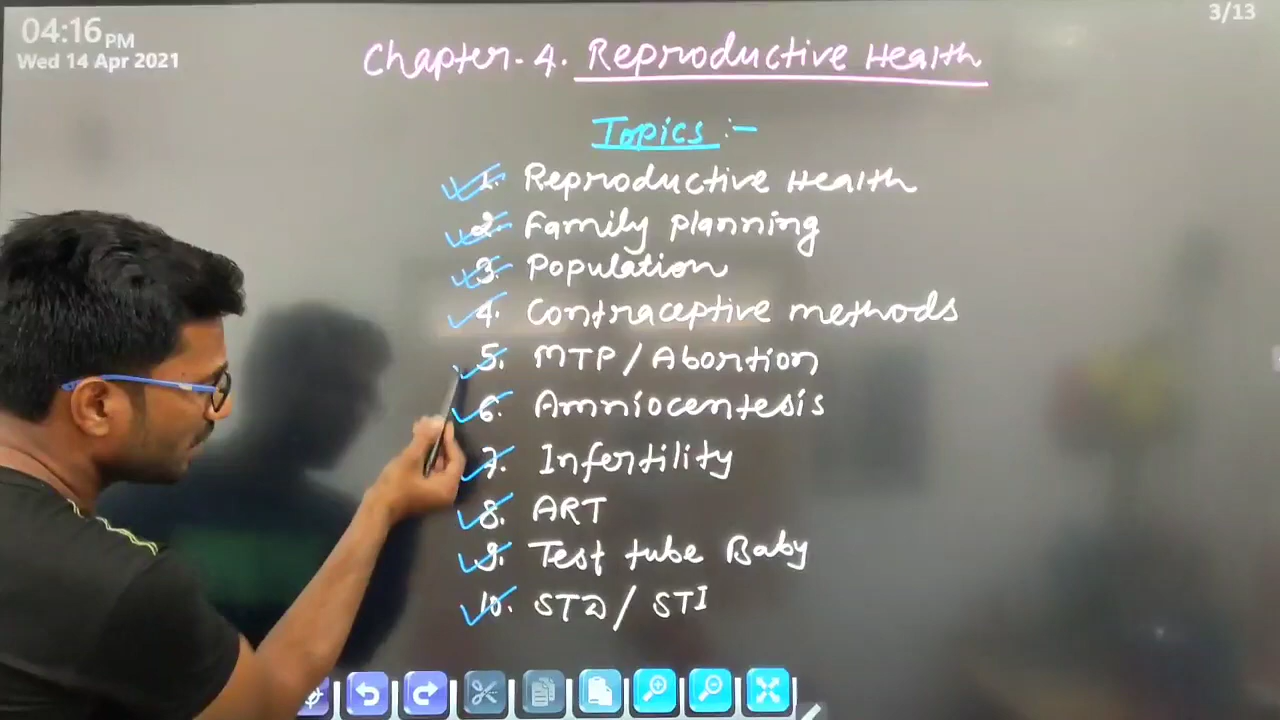 04:16 PM
Wed 14 Apr 2021
3/13
Chapter-4. Reproductive Health
Topics :-
1. Reproductive Health
2. Family planning
3. Population
4. Contraceptive methods
5. MTP / Abortion
6. Amniocentesis
7. Infertility
8. ART
9. Test tube Baby
10. STD / STI